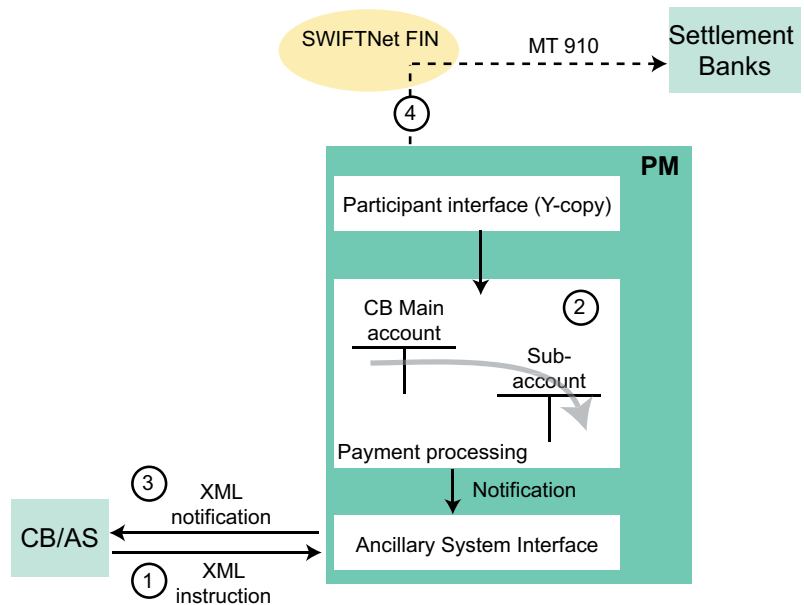 SWIFTNet FIN
MT 910
Settlement
Banks
4
PM
Participant interface (Y-copy)
2
CB Main
account
Sub-
account
Payment processing
3
XML
notification
Notification
CB/AS
Ancillary System Interface
1
XML
instruction